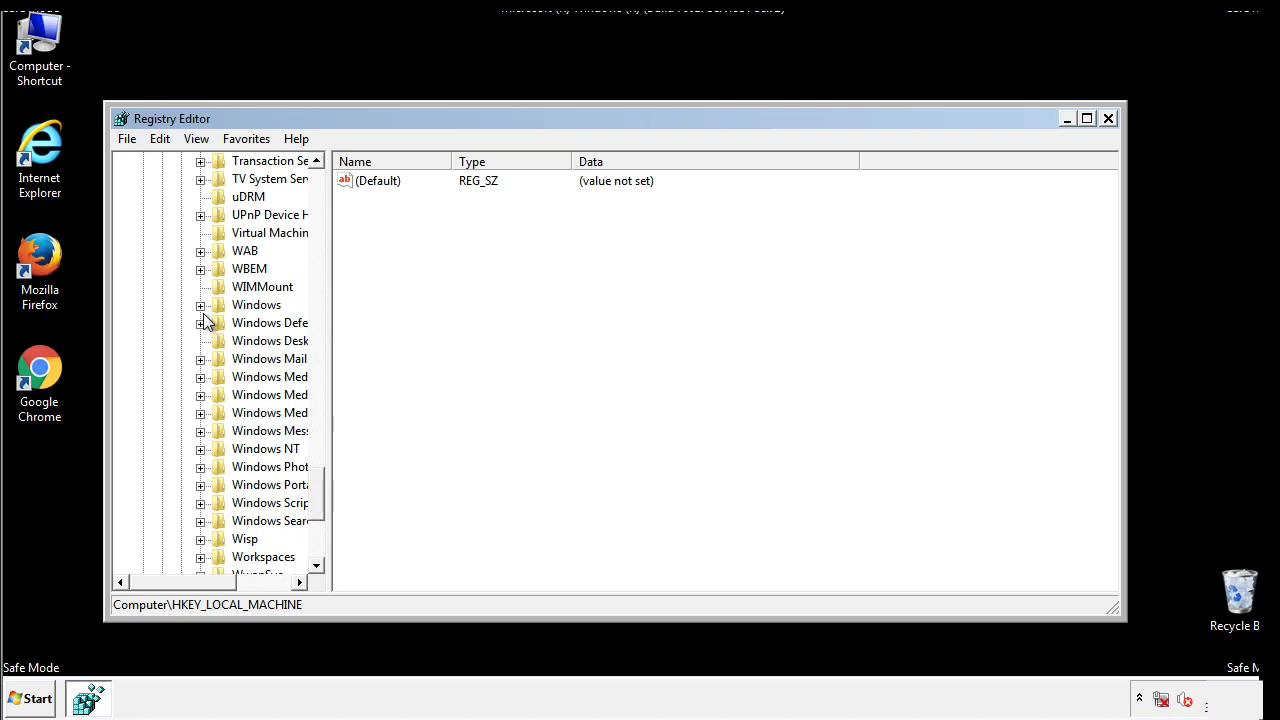 Computer -
Shortcut
Internet
Explorer
Mozilla
Firefox
Google
Chrome
Registry Editor
File Edit View Favorites Help
Name Type Data
(Default) REG_SZ (value not set)
Transaction Se
TV System Serv
uDRM
UPnP Device H
Virtual Machin
WAB
WBEM
WIMMount
Windows
Windows Defe
Windows Desk
Windows Mail
Windows Med
Windows Med
Windows Med
Windows Mess
Windows NT
Windows Phot
Windows Porta
Windows Scrip
Windows Sear
Wisp
Workspaces
Computer\HKEY_LOCAL_MACHINE
Recycle B
Safe Mode
Safe M
Start